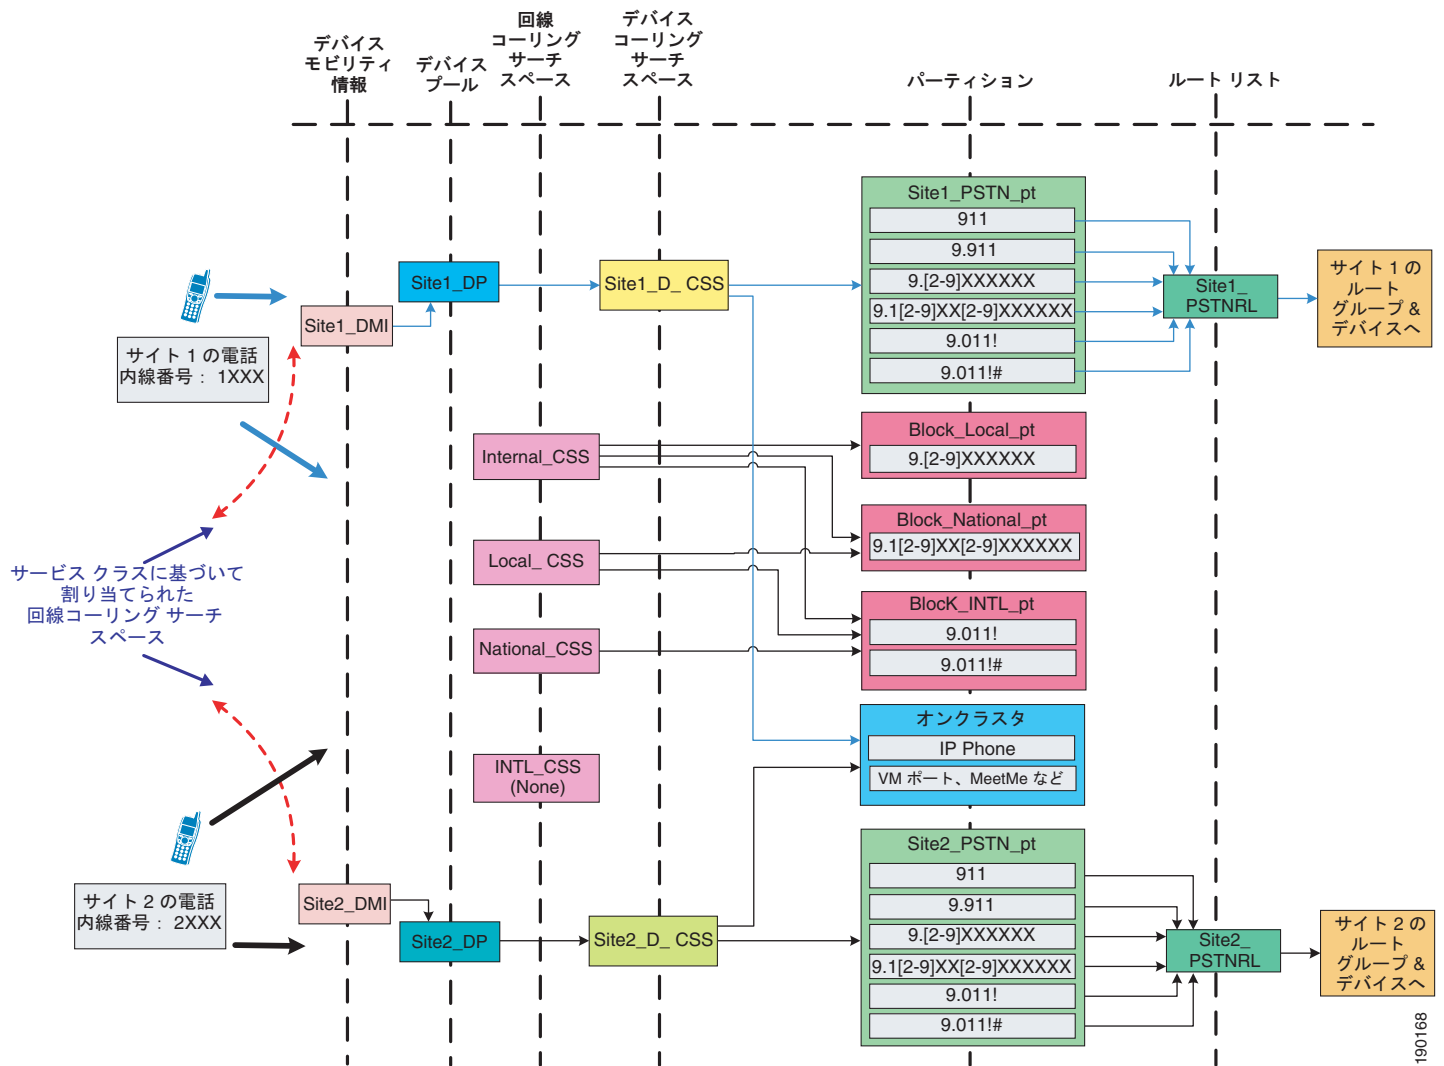 デバイス
モビリティ
情報
デバイス
プール
回線
コーリング
サーチ
スペース
デバイス
コーリング
サーチ
スペース
パーティション
ルート リスト
サイト 1 の電話
内線番号： 1XXX
Site1_DMI
Site1_DP
Site1_D_ CSS
Site1_PSTN_pt
911
9.911
9.[2-9]XXXXXX
9.1[2-9]XX[2-9]XXXXXX
9.011!
9.011!#
Site1_
PSTNRL
サイト 1 の
ルート
グループ &
デバイスへ
Internal_CSS
Block_Local_pt
9.[2-9]XXXXXX
Block_National_pt
9.1[2-9]XX[2-9]XXXXXX
サービス クラスに基づいて
割り当てられた
回線コーリング サーチ
スペース
Local_ CSS
BlocK_INTL_pt
9.011!
9.011!#
National_CSS
オンクラスタ
IP Phone
VM ポート、MeetMe など
INTL_CSS
(None)
サイト 2 の電話
内線番号： 2XXX
Site2_DMI
Site2_DP
Site2_D_ CSS
Site2_PSTN_pt
911
9.911
9.[2-9]XXXXXX
9.1[2-9]XX[2-9]XXXXXX
9.011!
9.011!#
Site2_
PSTNRL
サイト 2 の
ルート
グループ &
デバイスへ
190168